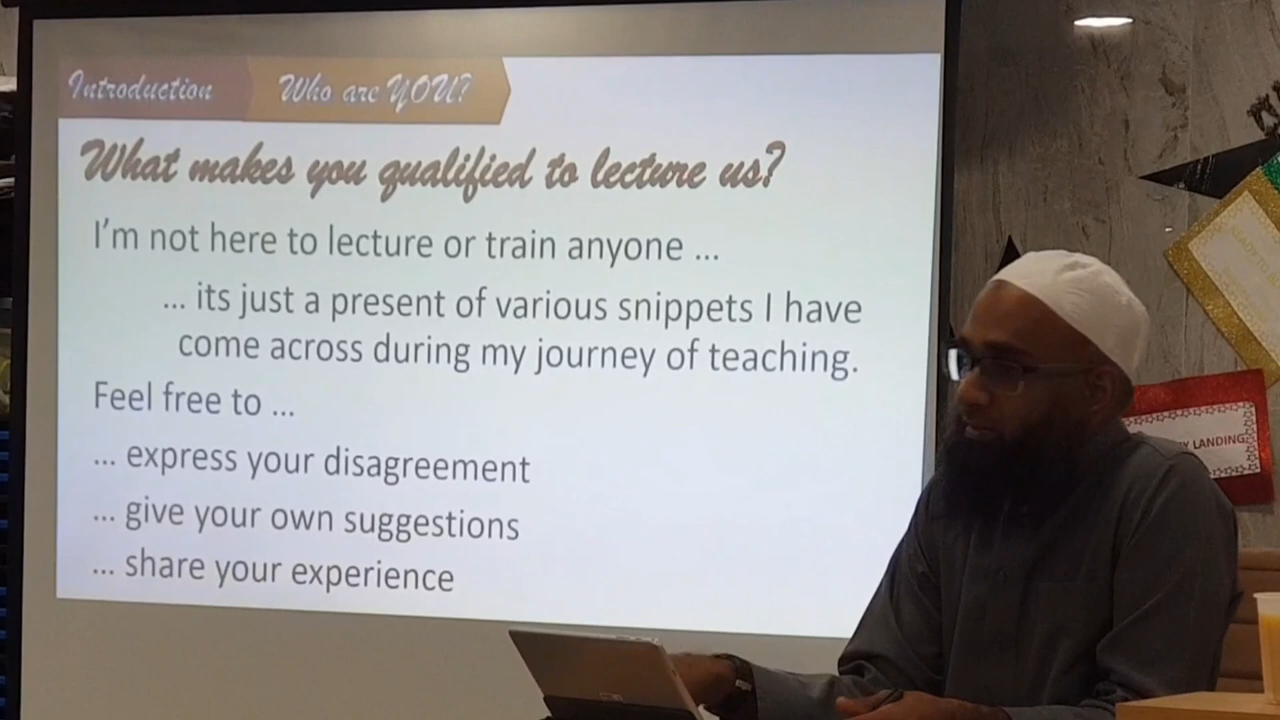 Introduction
Who are YOU?
What makes you qualified to lecture us?
I'm not here to lecture or train anyone ...
... its just a present of various snippets I have
come across during my journey of teaching.
Feel free to ...
... express your disagreement
... give your own suggestions
... share your experience
LANDING